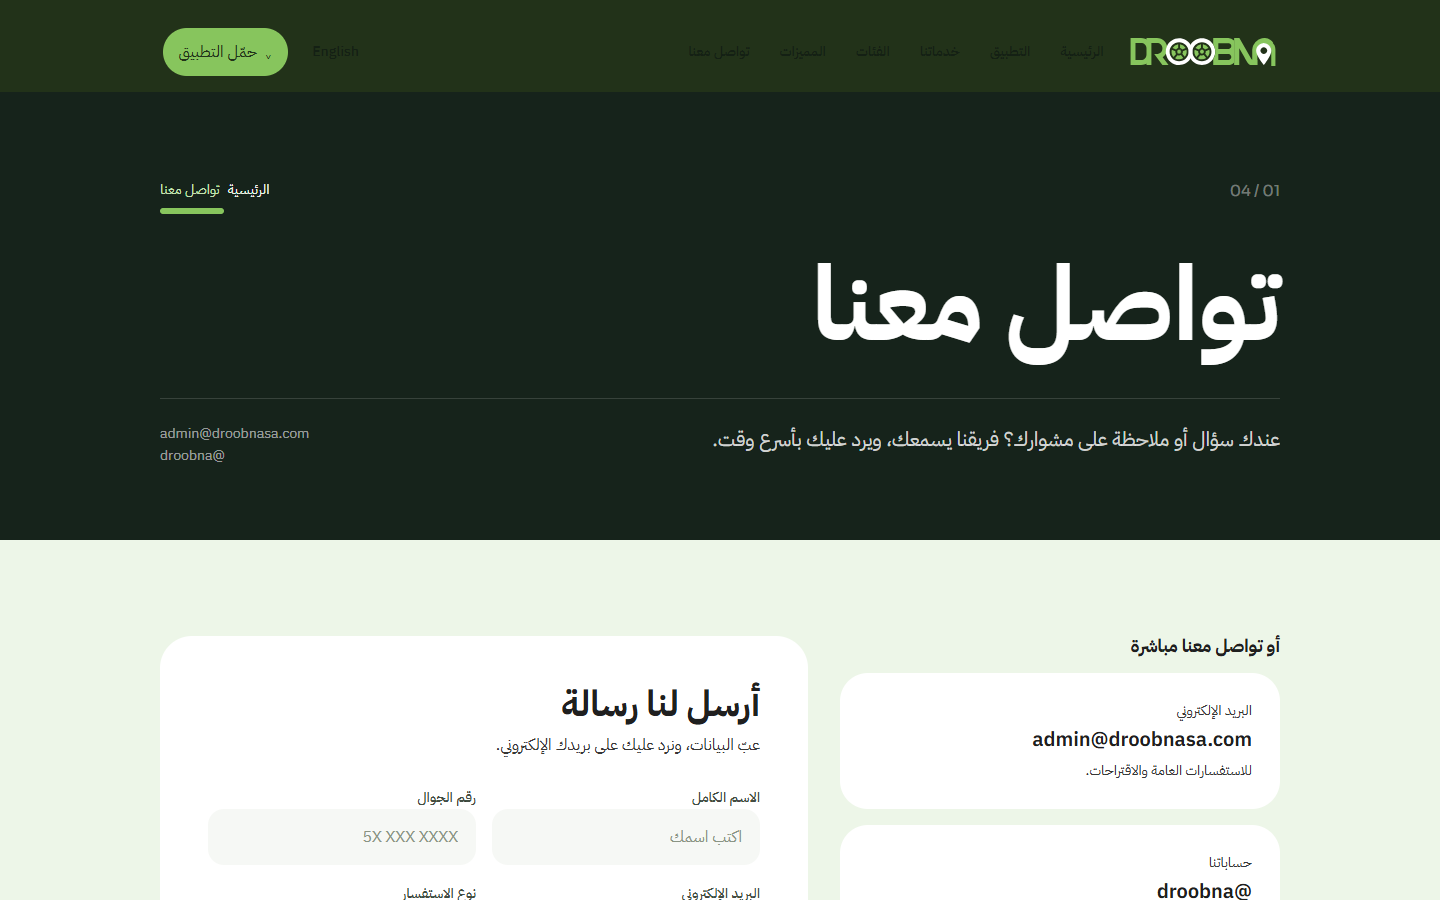 DROOBNA
الرئيسية
التطبيق
خدماتنا
الفئات
المميزات
تواصل معنا
English
حمّل التطبيق
04 / 01
الرئيسية تواصل معنا
تواصل معنا
عندك سؤال أو ملاحظة على مشوارك؟ فريقنا يسمعك، ويرد عليك بأسرع وقت.
admin@droobnasa.com
droobna@
أو تواصل معنا مباشرة
البريد الإلكتروني
admin@droobnasa.com
للاستفسارات العامة والاقتراحات.
حساباتنا
droobna@
أرسل لنا رسالة
عبّ البيانات، ونرد عليك على بريدك الإلكتروني.
الاسم الكامل
اكتب اسمك
رقم الجوال
5X XXX XXXX
البريد الإلكتروني
نوع الاستفسار